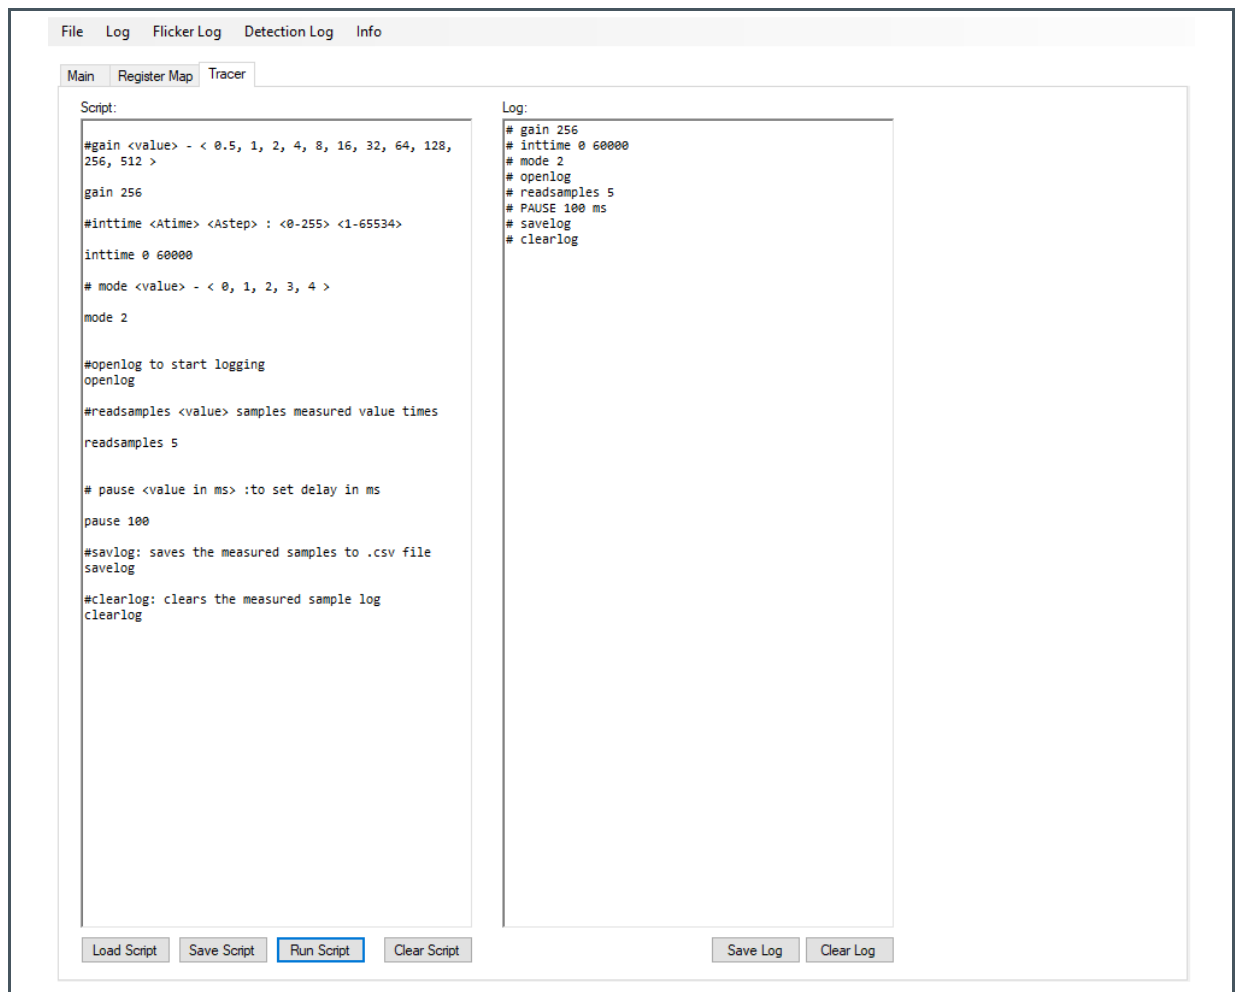 File Log Flicker Log Detection Log Info
Main Register Map Tracer
Script:
#gain <value> - < 0.5, 1, 2, 4, 8, 16, 32, 64, 128,
256, 512 >
gain 256
#inttime <Atime> <Astep> : <0-255> <1-65534>
inttime 0 60000
# mode <value> - < 0, 1, 2, 3, 4 >
mode 2
#openlog to start logging
openlog
#readsamples <value> samples measured value times
readsamples 5
# pause <value in ms> :to set delay in ms
pause 100
#savlog: saves the measured samples to .csv file
savelog
#clearlog: clears the measured sample log
clearlog
Load Script Save Script Run Script Clear Script
Log:
# gain 256
# inttime 0 60000
# mode 2
# openlog
# readsamples 5
# PAUSE 100 ms
# savelog
# clearlog
Save Log Clear Log